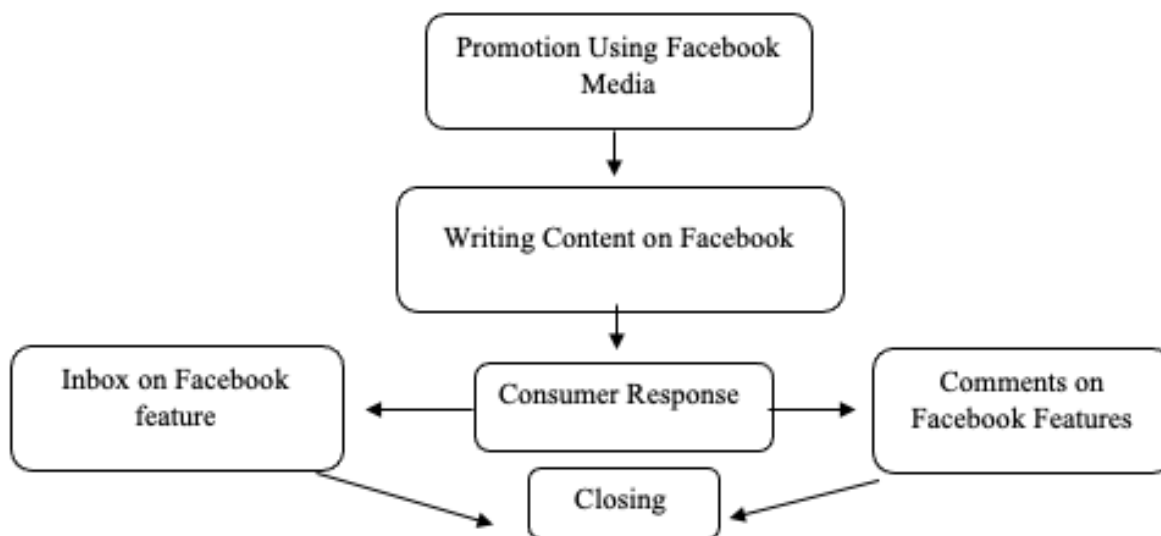 Promotion Using Facebook
Media
Writing Content on Facebook
Inbox on Facebook
feature
Consumer Response
Comments on
Facebook Features
Closing